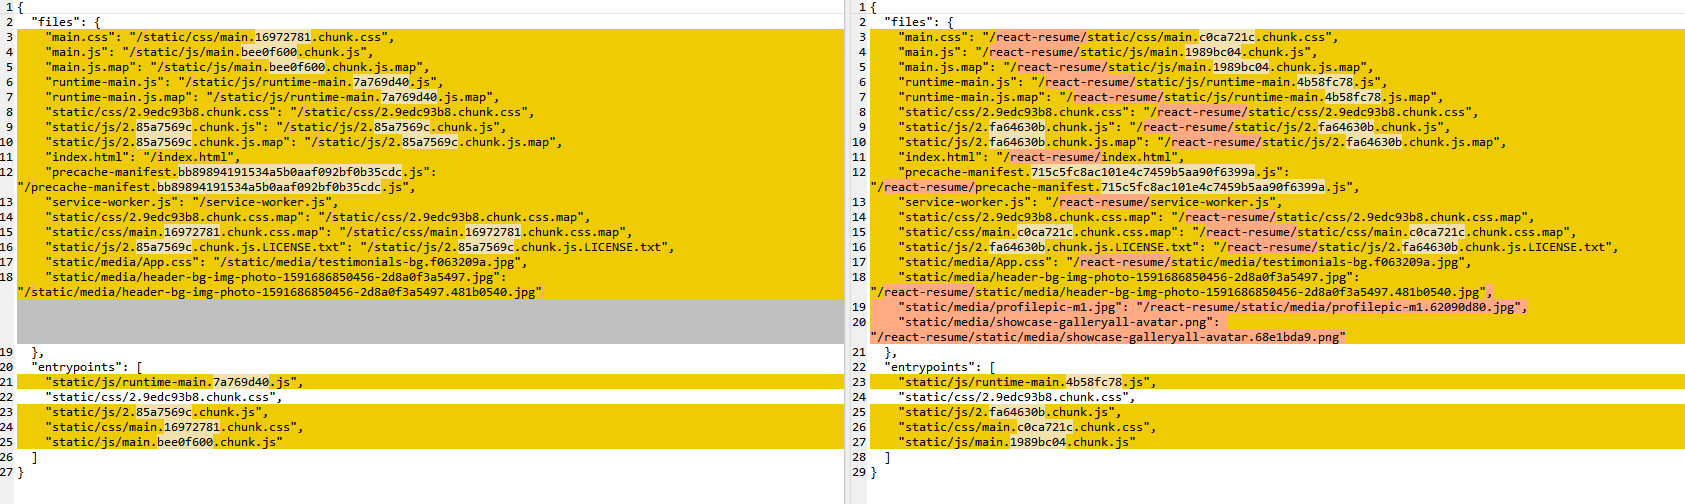 1 {
2 "files": {
3 "main.css": "/static/css/main.16972781.chunk.css",
4 "main.js": "/static/js/main.bee0f600.chunk.js",
5 "main.js.map": "/static/js/main.bee0f600.chunk.js.map",
6 "runtime-main.js": "/static/js/runtime-main.7a769d40.js",
7 "runtime-main.js.map": "/static/js/runtime-main.7a769d40.js.map",
8 "static/css/2.9edc93b8.chunk.css": "/static/css/2.9edc93b8.chunk.css",
9 "static/js/2.85a7569c.chunk.js": "/static/js/2.85a7569c.chunk.js",
10 "static/js/2.85a7569c.chunk.js.map": "/static/js/2.85a7569c.chunk.js.map",
11 "index.html": "/index.html",
12 "precache-manifest.bb89894191534a5b0aaf092bf0b35cdc.js":
"/precache-manifest.bb89894191534a5b0aaf092bf0b35cdc.js",
13 "service-worker.js": "/service-worker.js",
14 "static/css/2.9edc93b8.chunk.css.map": "/static/css/2.9edc93b8.chunk.css.map",
15 "static/css/main.16972781.chunk.css.map": "/static/css/main.16972781.chunk.css.map",
16 "static/js/2.85a7569c.chunk.js.LICENSE.txt": "/static/js/2.85a7569c.chunk.js.LICENSE.txt",
17 "static/media/App.css": "/static/media/testimonials-bg.f063209a.jpg",
18 "static/media/header-bg-img-photo-1591686850456-2d8a0f3a5497.jpg":
"/static/media/header-bg-img-photo-1591686850456-2d8a0f3a5497.481b0540.jpg"
19 },
20 "entrypoints": [
21 "static/js/runtime-main.7a769d40.js",
22 "static/css/2.9edc93b8.chunk.css",
23 "static/js/2.85a7569c.chunk.js",
24 "static/css/main.16972781.chunk.css",
25 "static/js/main.bee0f600.chunk.js"
26 ]
27 }
1 {
2 "files": {
3 "main.css": "/react-resume/static/css/main.c0ca721c.chunk.css",
4 "main.js": "/react-resume/static/js/main.1989bc04.chunk.js",
5 "main.js.map": "/react-resume/static/js/main.1989bc04.chunk.js.map",
6 "runtime-main.js": "/react-resume/static/js/runtime-main.4b58fc78.js",
7 "runtime-main.js.map": "/react-resume/static/js/runtime-main.4b58fc78.js.map",
8 "static/css/2.9edc93b8.chunk.css": "/react-resume/static/css/2.9edc93b8.chunk.css",
9 "static/js/2.fa64630b.chunk.js": "/react-resume/static/js/2.fa64630b.chunk.js",
10 "static/js/2.fa64630b.chunk.js.map": "/react-resume/static/js/2.fa64630b.chunk.js.map",
11 "index.html": "/react-resume/index.html",
12 "precache-manifest.715c5fc8ac101e4c7459b5aa90f6399a.js":
"/react-resume/precache-manifest.715c5fc8ac101e4c7459b5aa90f6399a.js",
13 "service-worker.js": "/react-resume/service-worker.js",
14 "static/css/2.9edc93b8.chunk.css.map": "/react-resume/static/css/2.9edc93b8.chunk.css.map",
15 "static/css/main.c0ca721c.chunk.css.map": "/react-resume/static/css/main.c0ca721c.chunk.css.map",
16 "static/js/2.fa64630b.chunk.js.LICENSE.txt": "/react-resume/static/js/2.fa64630b.chunk.js.LICENSE.txt",
17 "static/media/App.css": "/react-resume/static/media/testimonials-bg.f063209a.jpg",
18 "static/media/header-bg-img-photo-1591686850456-2d8a0f3a5497.jpg":
"/react-resume/static/media/header-bg-img-photo-1591686850456-2d8a0f3a5497.481b0540.jpg",
19 "static/media/profilepic-m1.jpg": "/react-resume/static/media/profilepic-m1.62090d80.jpg",
20 "static/media/showcase-galleryall-avatar.png":
"/react-resume/static/media/showcase-galleryall-avatar.68e1bda9.png"
21 },
22 "entrypoints": [
23 "static/js/runtime-main.4b58fc78.js",
24 "static/css/2.9edc93b8.chunk.css",
25 "static/js/2.fa64630b.chunk.js",
26 "static/css/main.c0ca721c.chunk.css",
27 "static/js/main.1989bc04.chunk.js"
28 ]
29 }